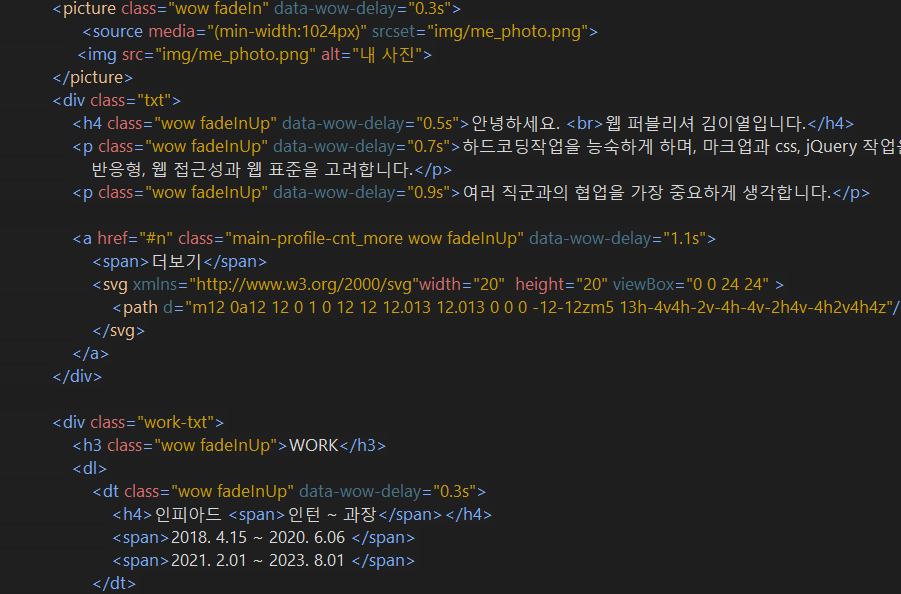 <picture class="wow fadeIn" data-wow-delay="0.3s">
<source media="(min-width:1024px)" srcset="img/me_photo.png">
<img src="img/me_photo.png" alt="내 사진">
</picture>
<div class="txt">
<h4 class="wow fadeInUp" data-wow-delay="0.5s">안녕하세요. <br>웹 퍼블리셔 김이열입니다.</h4>
<p class="wow fadeInUp" data-wow-delay="0.7s">하드코딩작업을 능숙하게 하며, 마크업과 css, jQuery 작업을
반응형, 웹 접근성과 웹 표준을 고려합니다.</p>
<p class="wow fadeInUp" data-wow-delay="0.9s">여러 직군과의 협업을 가장 중요하게 생각합니다.</p>
<a href="#n" class="main-profile-cnt_more wow fadeInUp" data-wow-delay="1.1s">
<span>더보기</span>
<svg xmlns="http://www.w3.org/2000/svg"width="20"  height="20" viewBox="0 0 24 24" >
<path d="m12 0a12 12 0 1 0 12 12 12.013 12.013 0 0 0 -12-12zm5 13h-4v4h-2v-4h-4v-2h4v-4h2v4h4z"/
</svg>
</a>
</div>
<div class="work-txt">
<h3 class="wow fadeInUp">WORK</h3>
<dl>
<dt class="wow fadeInUp" data-wow-delay="0.3s">
<h4>인피아드 <span>인턴 ~ 과장</span></h4>
<span>2018. 4.15 ~ 2020. 6.06 </span>
<span>2021. 2.01 ~ 2023. 8.01 </span>
</dt>